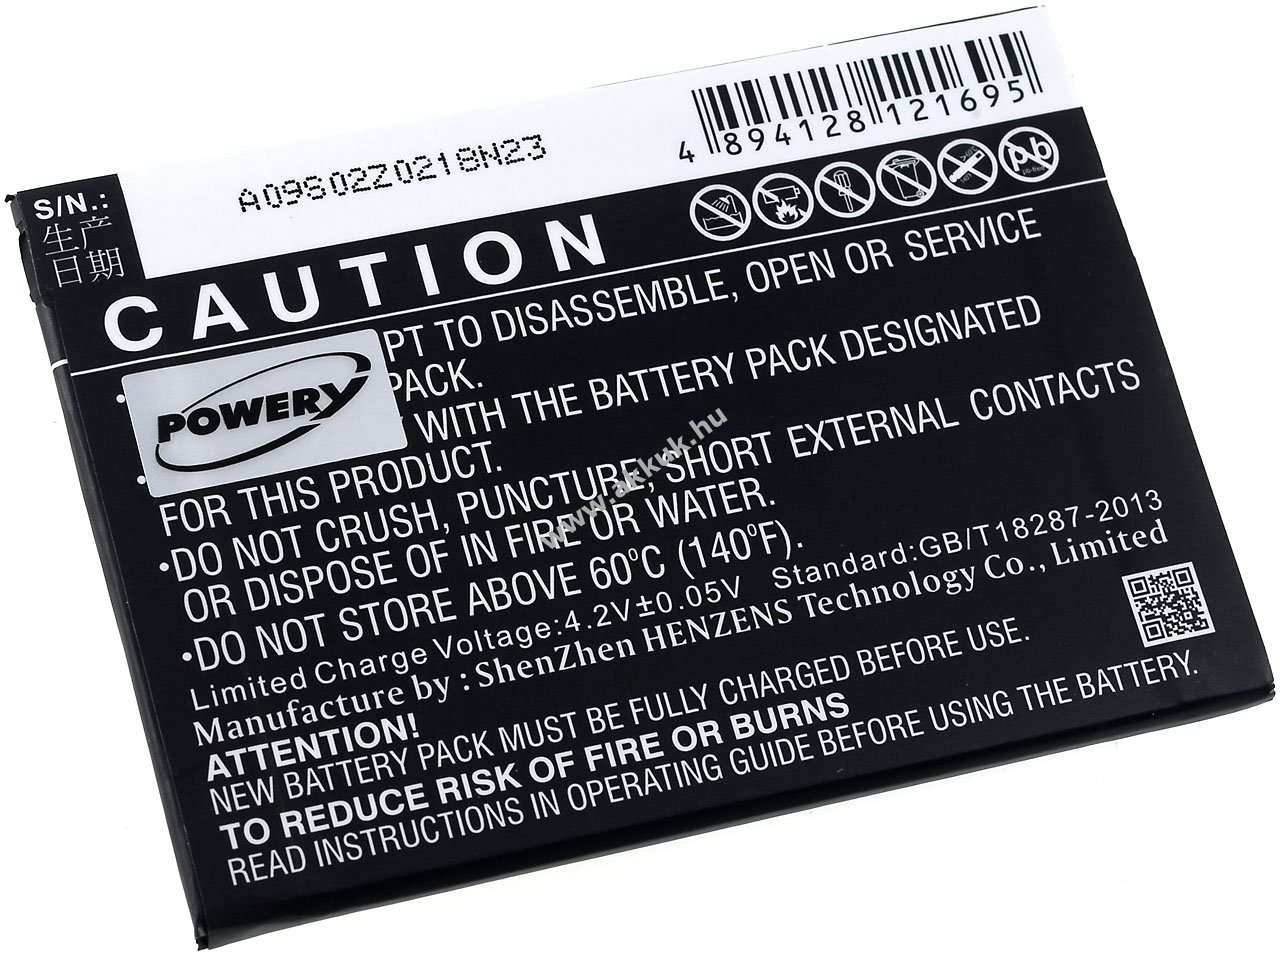 4 894128 121695
A09802Z0218N23
S/N.:
生产
日期
Pb
CAUTION
PT TO DISASSEMBLE, OPEN OR SERVICE
PACK.
WITH THE BATTERY PACK DESIGNATED
FOR THIS PRODUCT.
•DO NOT CRUSH, PUNCTURE, SHORT EXTERNAL CONTACTS
OR DISPOSE OF IN FIRE OR WATER.
•DO NOT STORE ABOVE 60°C (140°F).
POWERY
Limited Charge Voltage:4.2V±0.05V Standard:GB/T18287-2013
Manufacture by : ShenZhen HENZENS Technology Co., Limited
ATTENTION!
NEW BATTERY PACK MUST BE FULLY CHARGED BEFORE USE.
TO REDUCE RISK OF FIRE OR BURNS
READ INSTRUCTIONS IN OPERATING GUIDE BEFORE USING THE BATTERY.
www.akkuk.hu